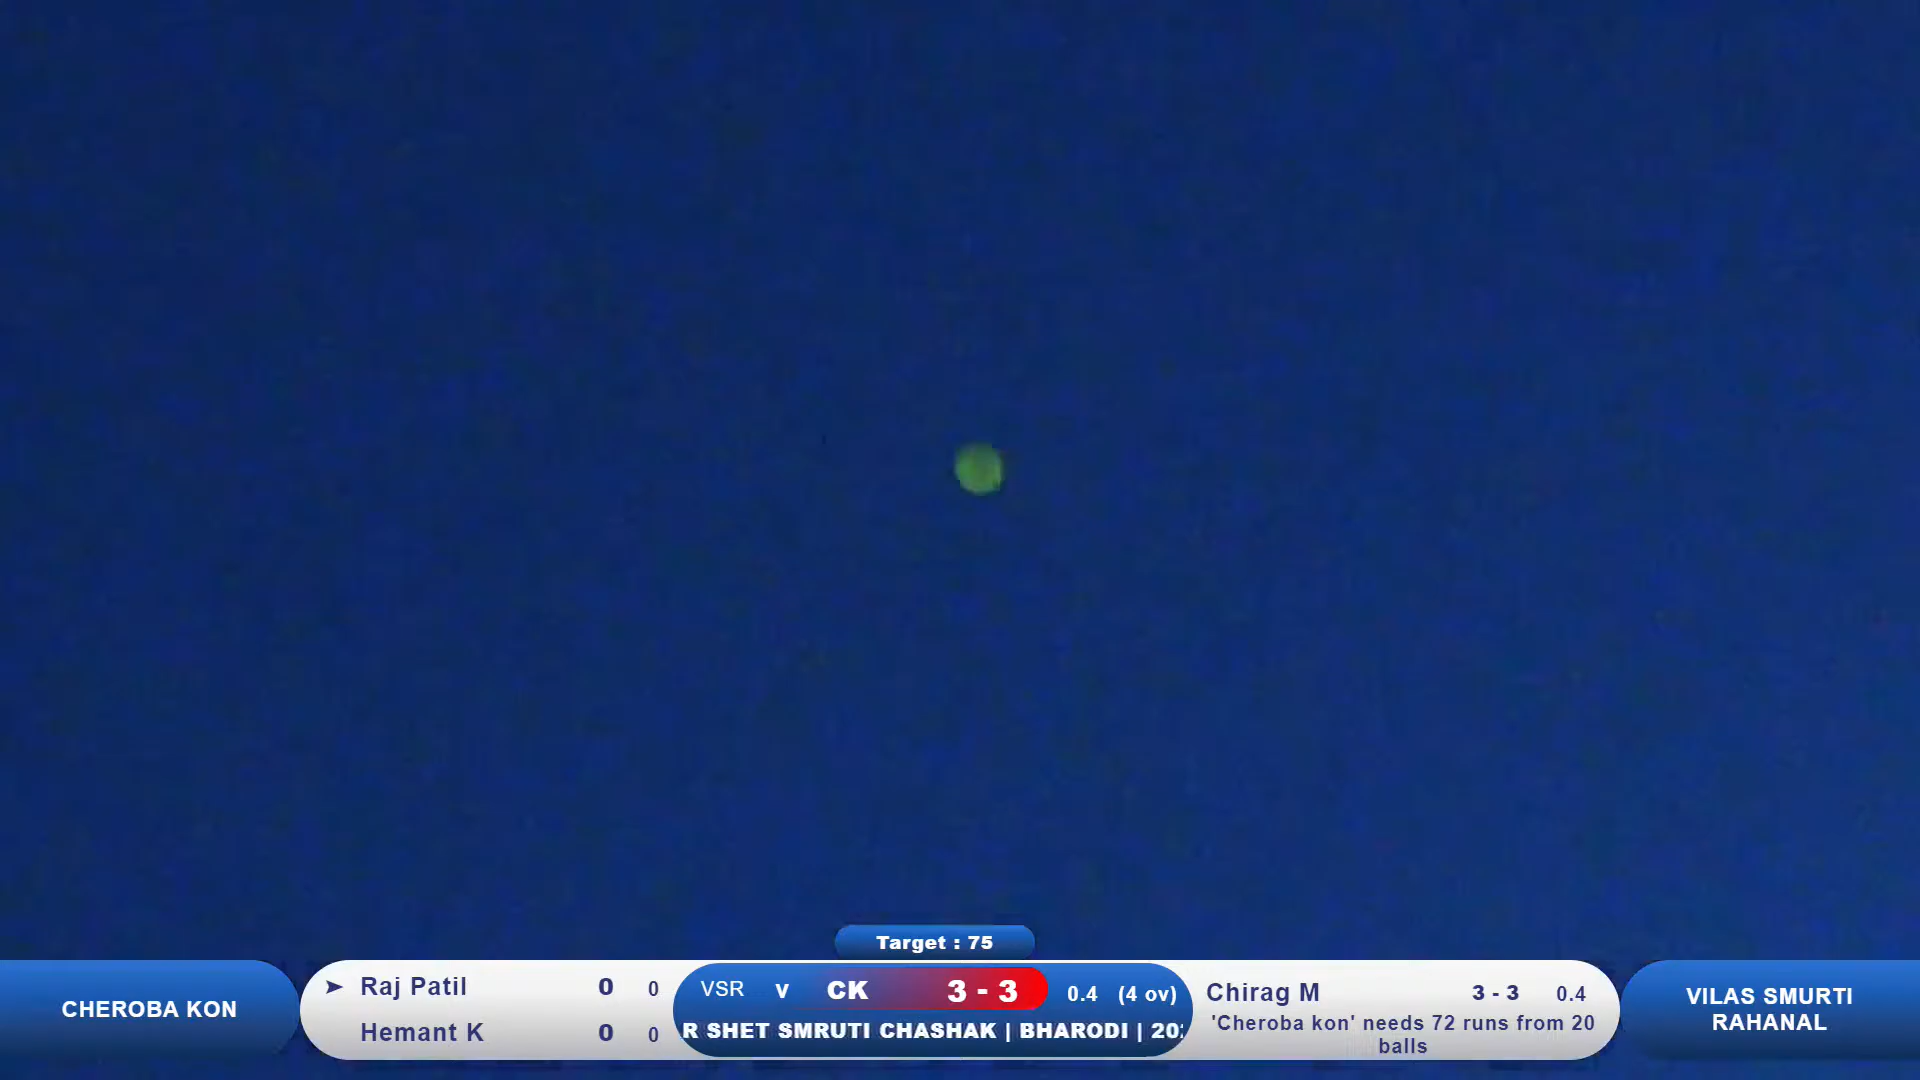 Target : 75
CHEROBA KON
➤ Raj Patil 0 0
Hemant K 0 0
VSR v CK 3 - 3 0.4 (4 ov)
R SHET SMRUTI CHASHAK | BHARODI | 20
Chirag M 3 - 3 0.4
'Cheroba kon' needs 72 runs from 20
balls
VILAS SMURTI
RAHANAL